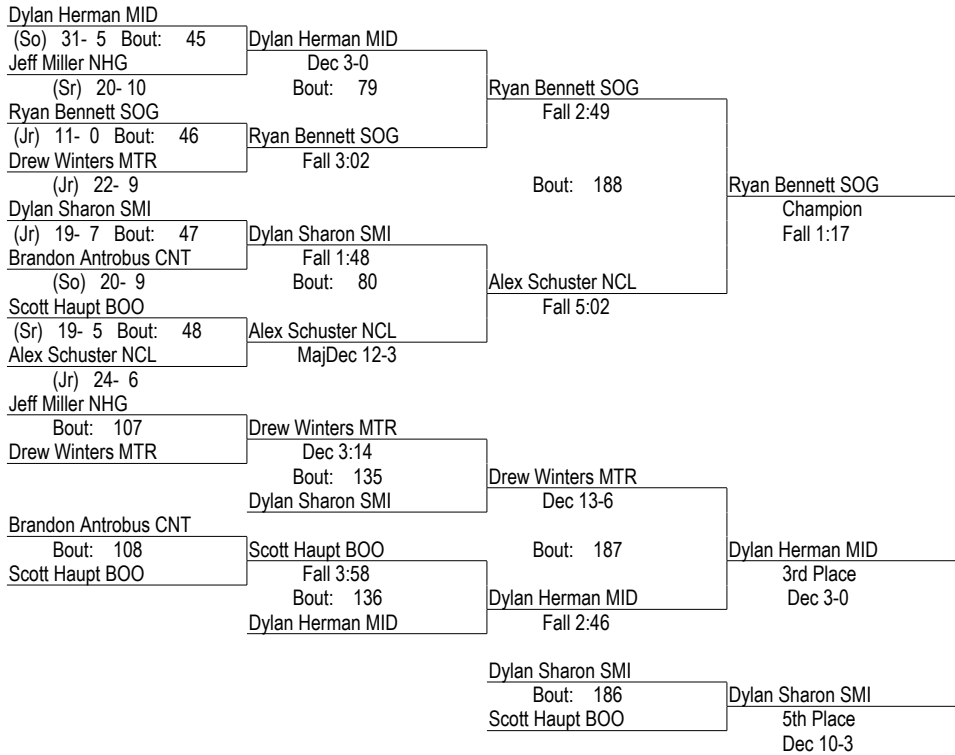 Dylan Herman MID
(So) 31- 5 Bout: 45
Dylan Herman MID
Jeff Miller NHG
Dec 3-0
(Sr) 20- 10
Bout: 79
Ryan Bennett SOG
Ryan Bennett SOG
Fall 2:49
(Jr) 11- 0 Bout: 46
Ryan Bennett SOG
Drew Winters MTR
Fall 3:02
(Jr) 22- 9
Bout: 188
Ryan Bennett SOG
Dylan Sharon SMI
Champion
(Jr) 19- 7 Bout: 47
Dylan Sharon SMI
Fall 1:17
Brandon Antrobus CNT
Fall 1:48
(So) 20- 9
Bout: 80
Alex Schuster NCL
Scott Haupt BOO
Fall 5:02
(Sr) 19- 5 Bout: 48
Alex Schuster NCL
Alex Schuster NCL
MajDec 12-3
(Jr) 24- 6
Jeff Miller NHG
Bout: 107
Drew Winters MTR
Drew Winters MTR
Dec 3:14
Bout: 135
Drew Winters MTR
Dylan Sharon SMI
Dec 13-6
Brandon Antrobus CNT
Bout: 108
Scott Haupt BOO
Bout: 187
Dylan Herman MID
Scott Haupt BOO
Fall 3:58
3rd Place
Bout: 136
Dylan Herman MID
Dec 3-0
Dylan Herman MID
Fall 2:46
Dylan Sharon SMI
Bout: 186
Dylan Sharon SMI
Scott Haupt BOO
5th Place
Dec 10-3